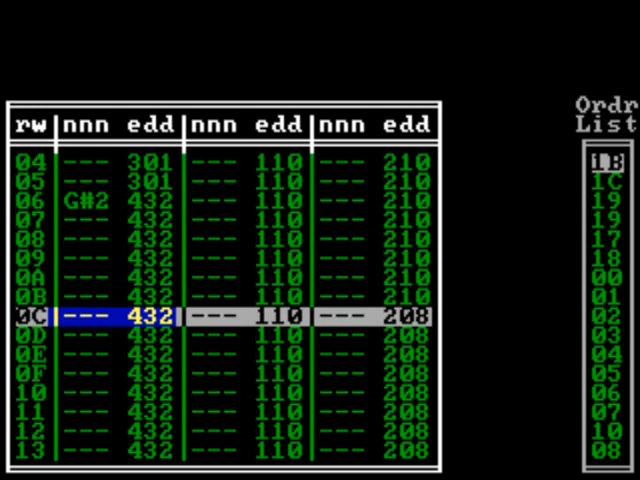 Ordr
rw nnn edd nnn edd nnn edd List
04 --- 301 --- 110 --- 210 1B
05 --- 301 --- 110 --- 210 1C
06 G#2 432 --- 110 --- 210 19
07 --- 432 --- 110 --- 210 19
08 --- 432 --- 110 --- 210 17
09 --- 432 --- 110 --- 210 18
0A --- 432 --- 110 --- 210 00
0B --- 432 --- 110 --- 210 01
0C --- 432 --- 110 --- 208 02
0D --- 432 --- 110 --- 208 03
0E --- 432 --- 110 --- 208 04
0F --- 432 --- 110 --- 208 05
10 --- 432 --- 110 --- 208 06
11 --- 432 --- 110 --- 208 07
12 --- 432 --- 110 --- 208 10
13 --- 432 --- 110 --- 208 08